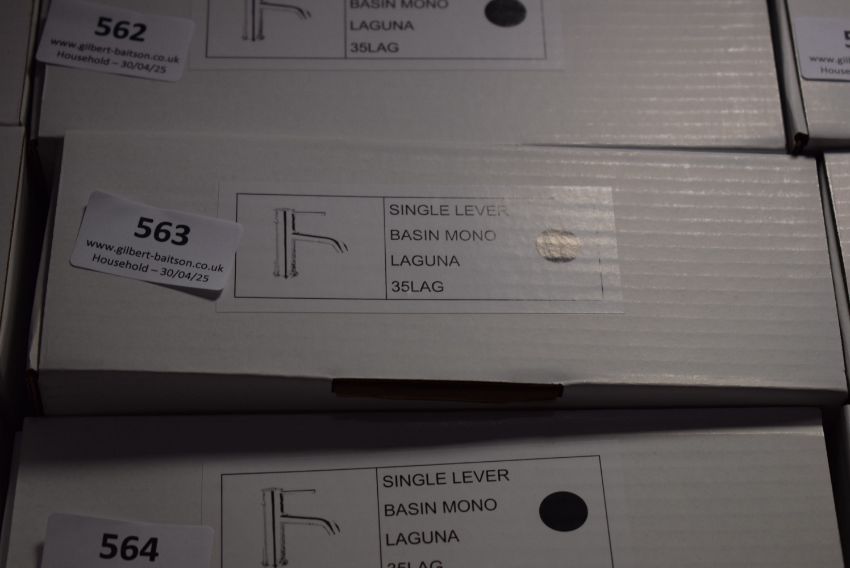 562
www.gilbert-baitson.co.uk
Household – 30/04/25
BASIN MONO
LAGUNA
35LAG
563
www.gilbert-baitson.co.uk
Household – 30/04/25
SINGLE LEVER
BASIN MONO
LAGUNA
35LAG
564
SINGLE LEVER
BASIN MONO
LAGUNA
35LAG